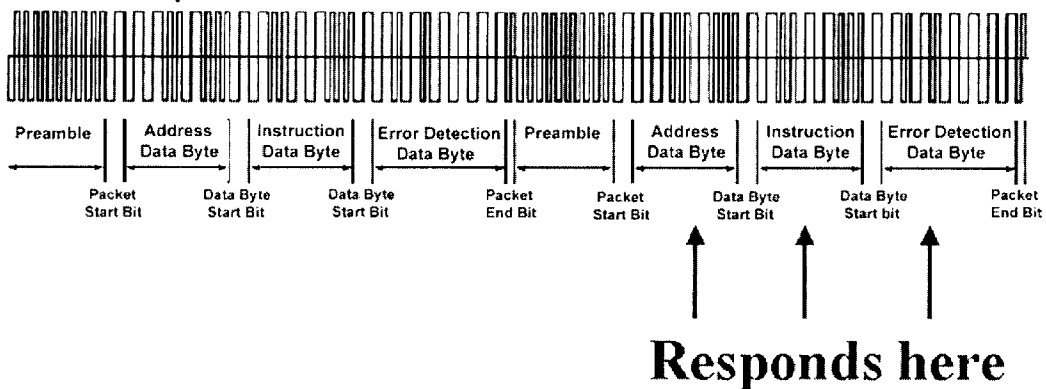 Preamble Address Instruction Error Detection Preamble Address Instruction Error Detection
Data Byte Data Byte Data Byte Data Byte Data Byte Data Byte
Packet Data Byte Data Byte Packet Packet Data Byte Data Byte Packet
Start Bit Start Bit Start Bit End Bit Start Bit Start Bit Start bit End Bit
Responds here